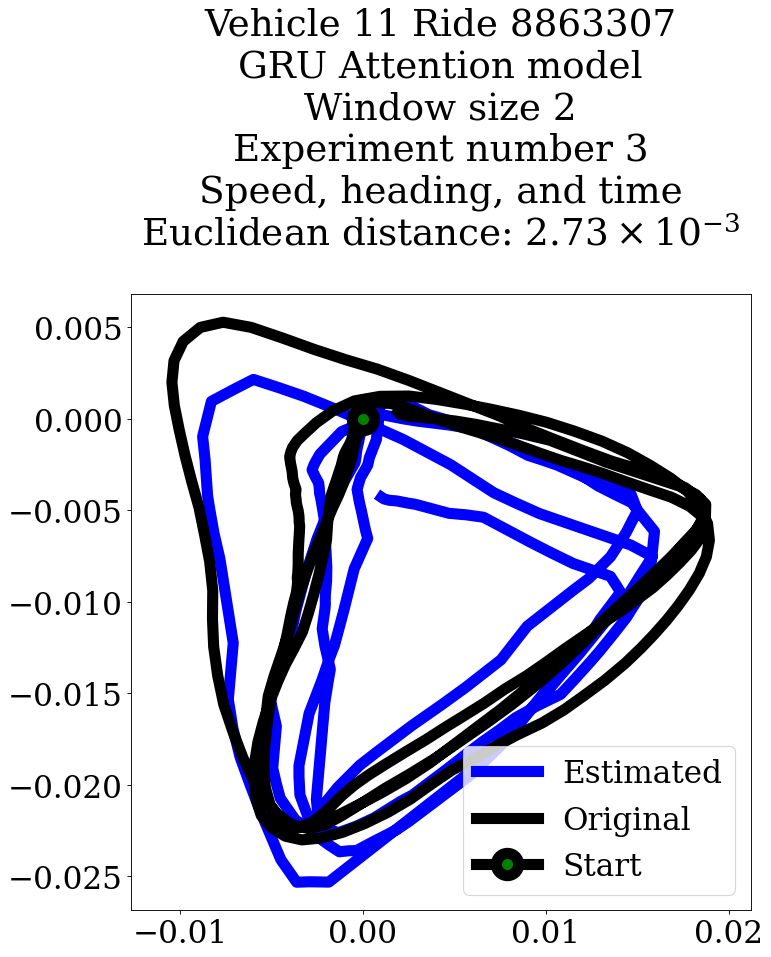 Vehicle 11 Ride 8863307
GRU Attention model
Window size 2
Experiment number 3
Speed, heading, and time
Euclidean distance: 2.73 × 10⁻³
0.005
0.000
−0.005
−0.010
−0.015
−0.020
−0.025
Estimated
Original
Start
−0.01 0.00 0.01 0.02